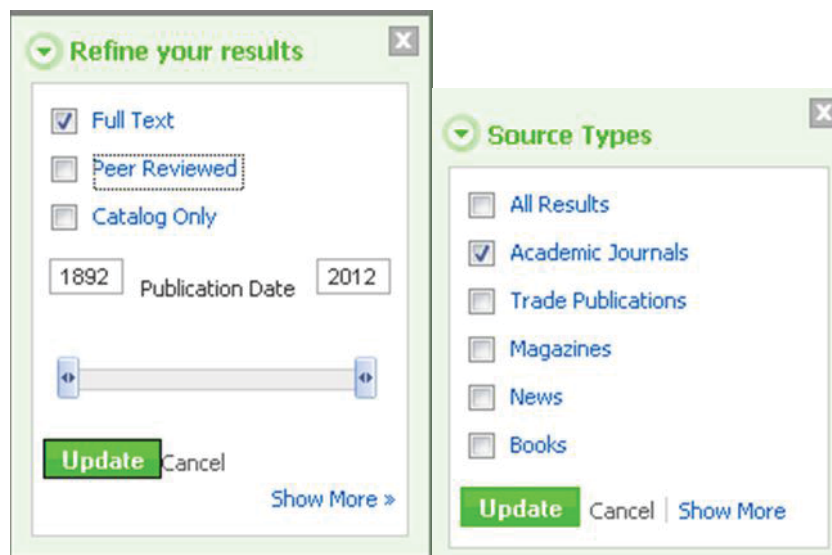 Refine your results
Full Text
Peer Reviewed
Catalog Only
1892 Publication Date 2012
Update Cancel
Show More »
Source Types
All Results
Academic Journals
Trade Publications
Magazines
News
Books
Update Cancel | Show More